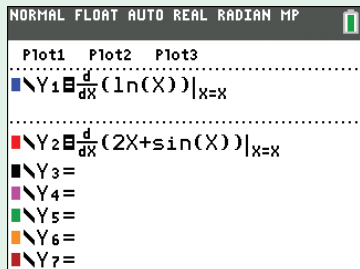 NORMAL FLOAT AUTO REAL RADIAN MP
Plot1 Plot2 Plot3
\Y₁=d/dX(ln(X))|X=X
\Y₂=d/dX(2X+sin(X))|X=X
\Y₃=
\Y₄=
\Y₅=
\Y₆=
\Y₇=